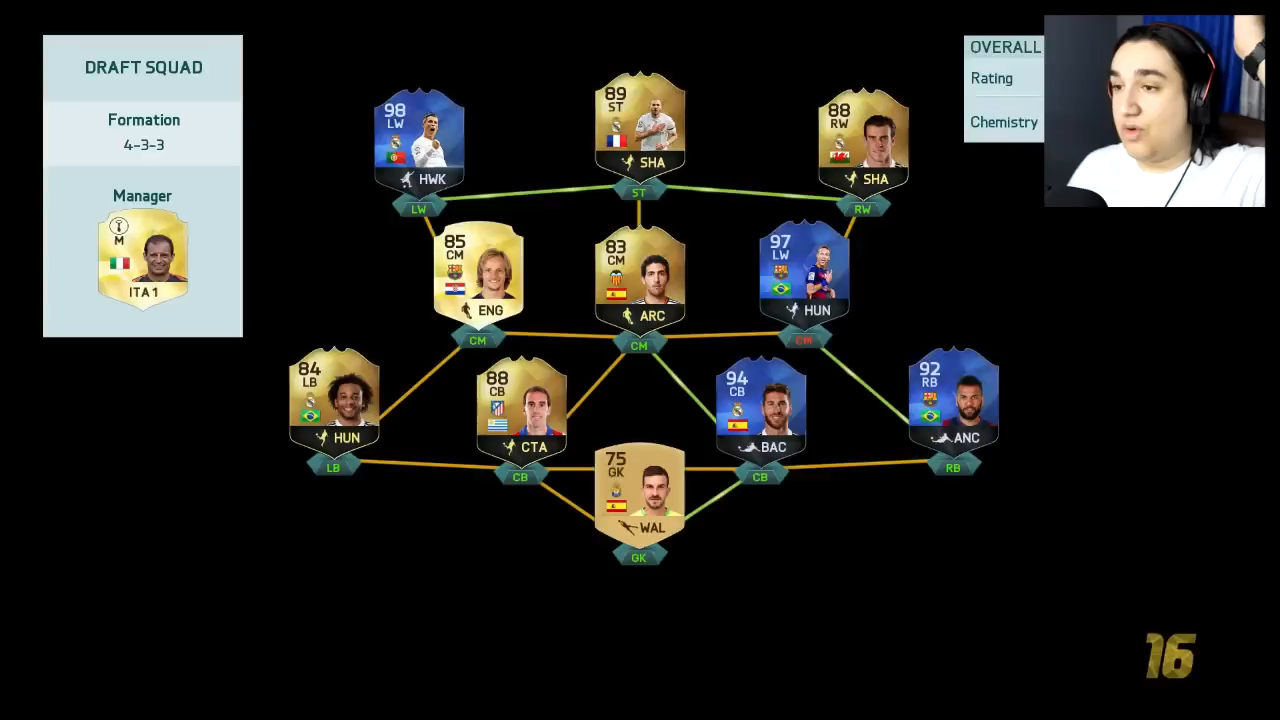 DRAFT SQUAD
Formation
4-3-3
Manager
M
ITA 1
OVERALL
Rating
Chemistry
98
LW
HWK
LW
89
ST
SHA
ST
88
RW
SHA
RW
85
CM
ENG
CM
83
CM
ARC
CM
97
LW
HUN
CM
84
LB
HUN
LB
88
CB
CTA
CB
94
CB
BAC
CB
92
RB
ANC
RB
75
GK
WAL
GK
16